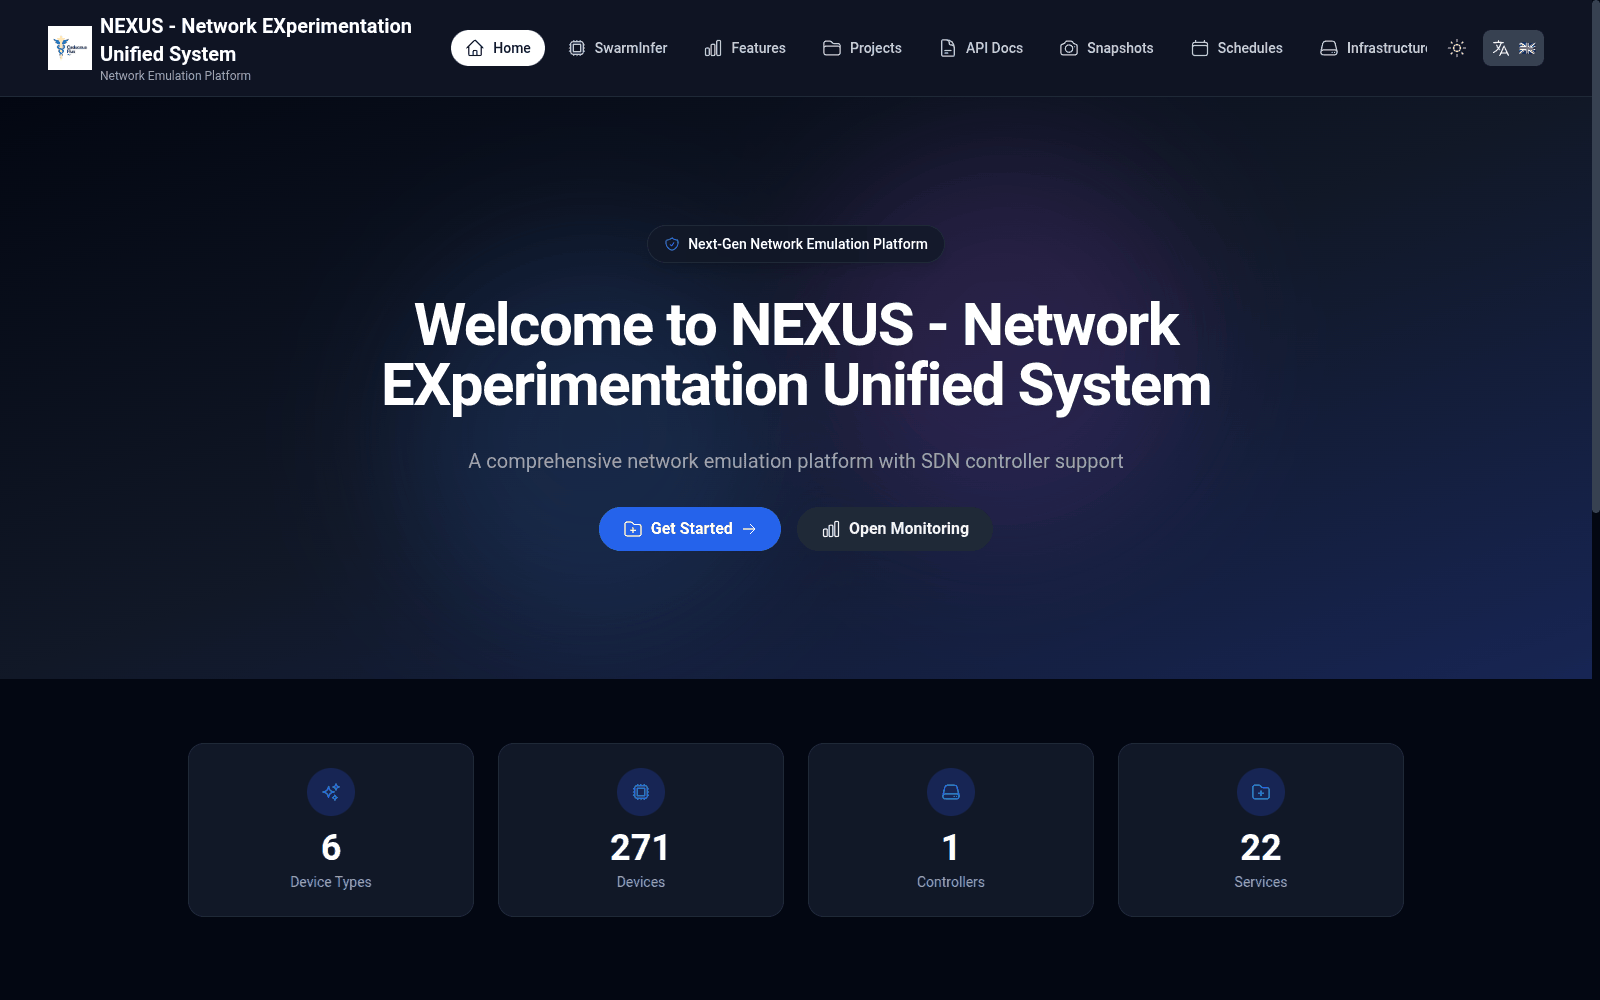 NEXUS - Network EXperimentation
Unified System
Network Emulation Platform
Home
SwarmInfer
Features
Projects
API Docs
Snapshots
Schedules
Infrastructur
Next-Gen Network Emulation Platform
Welcome to NEXUS - Network
EXperimentation Unified System
A comprehensive network emulation platform with SDN controller support
Get Started
Open Monitoring
6
Device Types
271
Devices
1
Controllers
22
Services